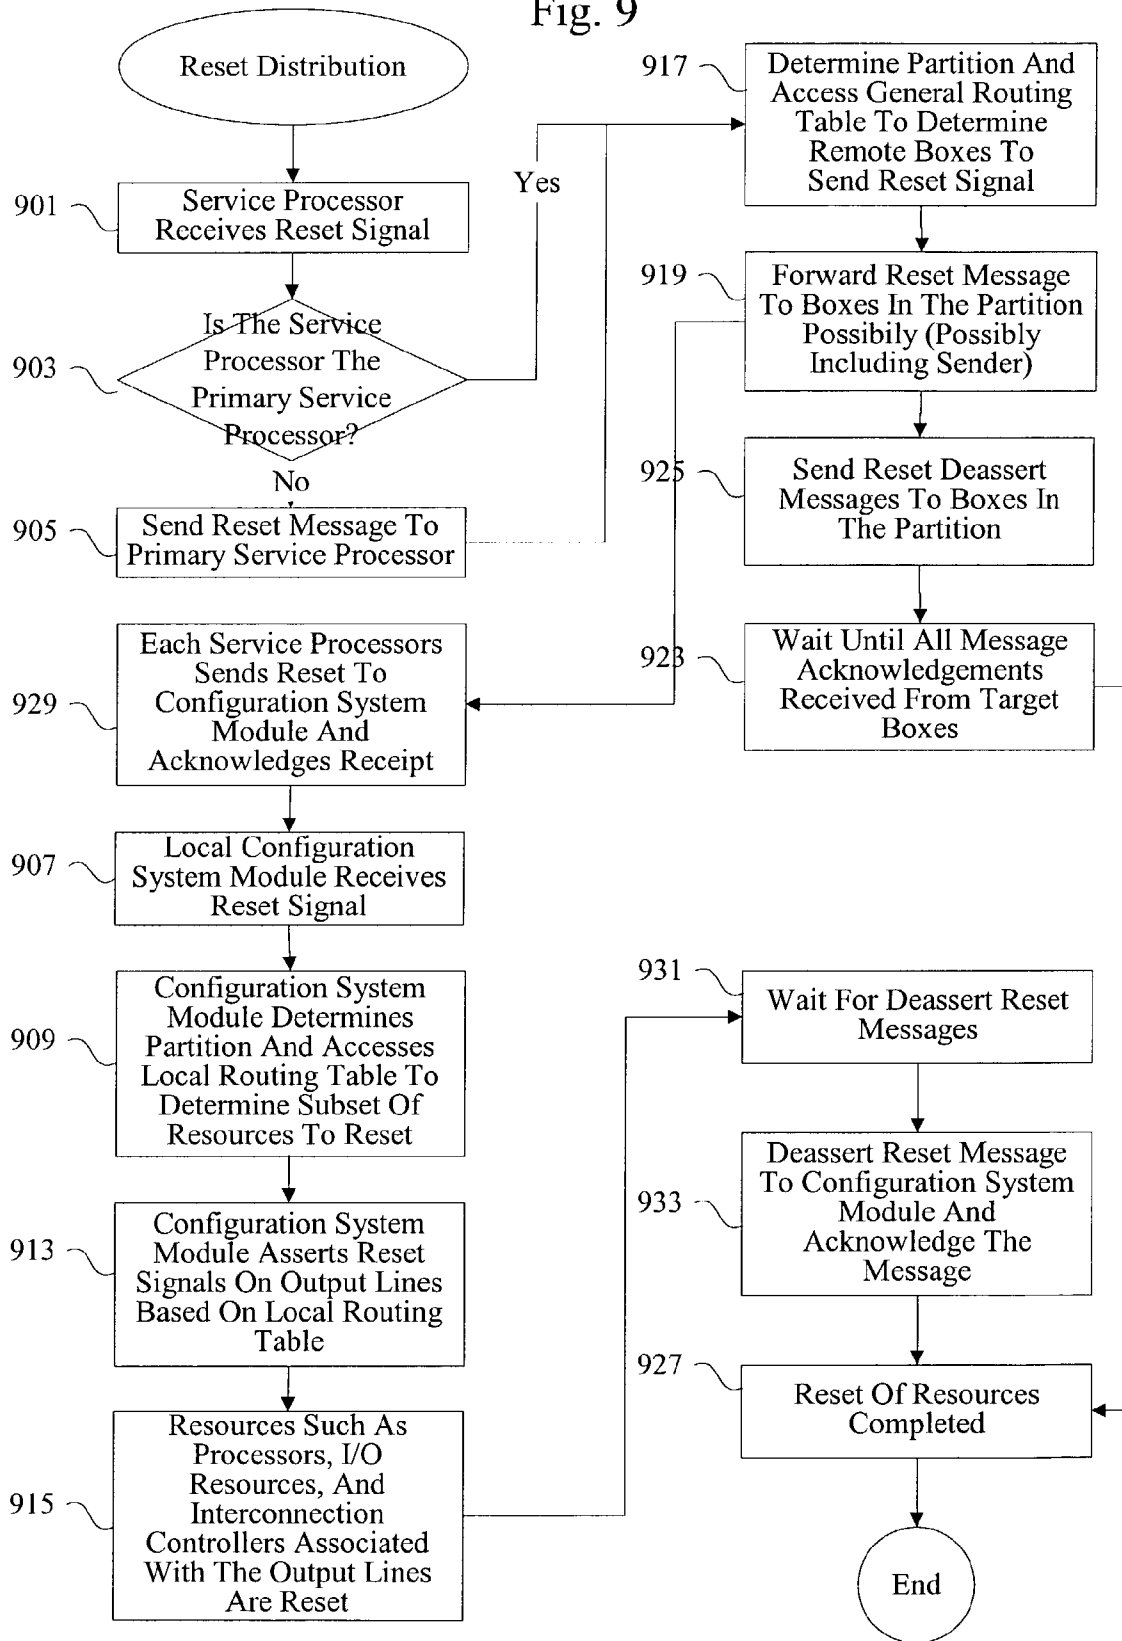 Fig. 9
Reset Distribution
901
Service Processor
Receives Reset Signal
903
Is The Service
Processor The
Primary Service
Processor?
Yes
No
905
Send Reset Message To
Primary Service Processor
929
Each Service Processors
Sends Reset To
Configuration System
Module And
Acknowledges Receipt
907
Local Configuration
System Module Receives
Reset Signal
909
Configuration System
Module Determines
Partition And Accesses
Local Routing Table To
Determine Subset Of
Resources To Reset
913
Configuration System
Module Asserts Reset
Signals On Output Lines
Based On Local Routing
Table
915
Resources Such As
Processors, I/O
Resources, And
Interconnection
Controllers Associated
With The Output Lines
Are Reset
917
Determine Partition And
Access General Routing
Table To Determine
Remote Boxes To
Send Reset Signal
919
Forward Reset Message
To Boxes In The Partition
Possibily (Possibly
Including Sender)
925
Send Reset Deassert
Messages To Boxes In
The Partition
923
Wait Until All Message
Acknowledgements
Received From Target
Boxes
931
Wait For Deassert Reset
Messages
933
Deassert Reset Message
To Configuration System
Module And
Acknowledge The
Message
927
Reset Of Resources
Completed
End